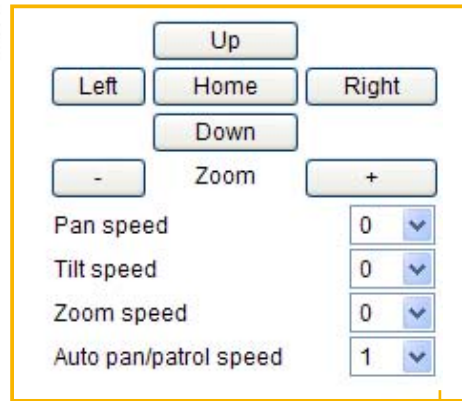 Up
Left Home Right
Down
- Zoom +
Pan speed 0
Tilt speed 0
Zoom speed 0
Auto pan/patrol speed 1